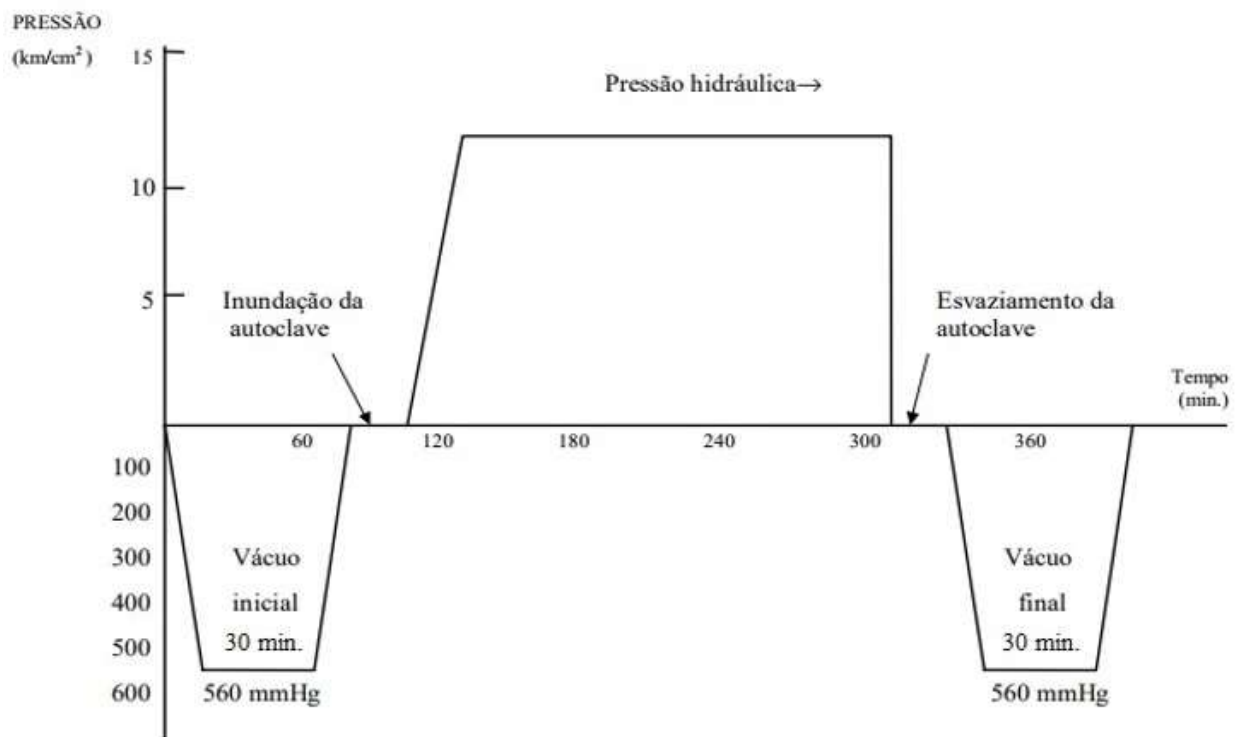 PRESSÃO
(km/cm²)
15
Pressão hidráulica→
10
5
Inundação da
autoclave
Esvaziamento da
autoclave
Tempo
(min.)
60
120
180
240
300
360
100
200
300
400
500
600
Vácuo
inicial
30 min.
560 mmHg
Vácuo
final
30 min.
560 mmHg